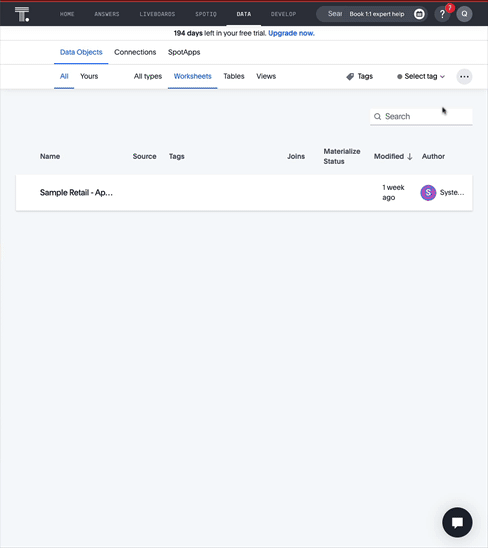 HOME ANSWERS LIVEBOARDS SPOTIQ DATA DEVELOP Sear Book 1:1 expert help ? 7 Q
194 days left in your free trial. Upgrade now.
Data Objects Connections SpotApps
All Yours All types Worksheets Tables Views Tags Select tag
Search
Name Source Tags Joins Materialize Status Modified Author
Sample Retail - Ap... 1 week ago S Syste...